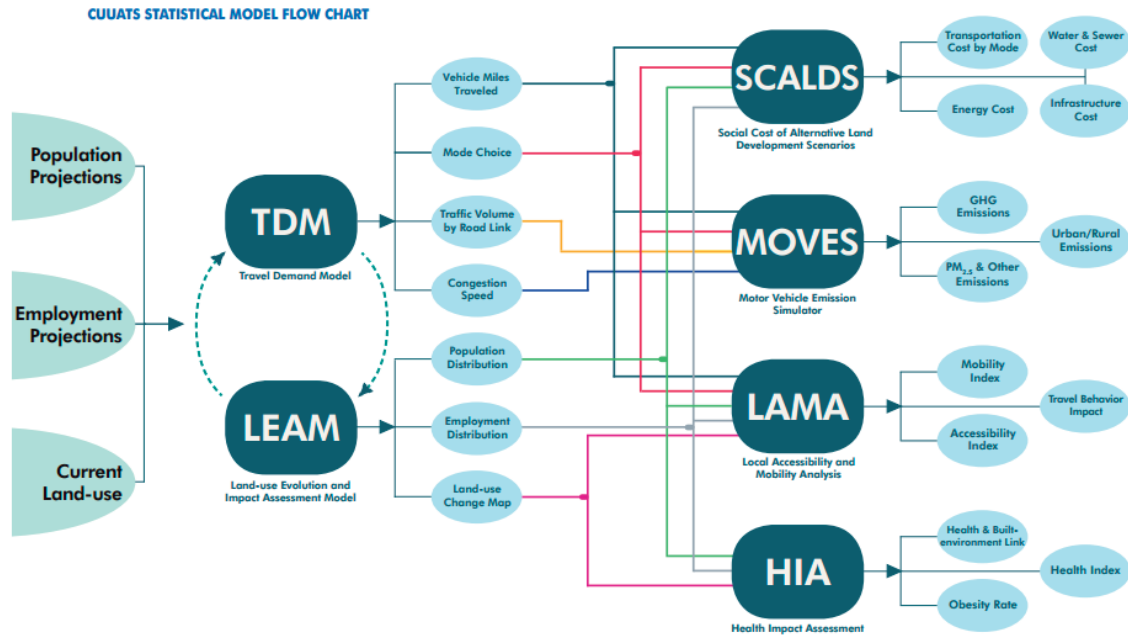 CUUATS STATISTICAL MODEL FLOW CHART
Population
Projections
Employment
Projections
Current
Land-use
TDM
Travel Demand Model
LEAM
Land-use Evolution and
Impact Assessment Model
Vehicle Miles
Traveled
Mode Choice
Traffic Volume
by Road Link
Congestion
Speed
Population
Distribution
Employment
Distribution
Land-use
Change Map
SCALDS
Social Cost of Alternative Land
Development Scenarios
MOVES
Motor Vehicle Emission
Simulator
LAMA
Local Accessibility and
Mobility Analysis
HIA
Health Impact Assessment
Transportation
Cost by Mode
Water & Sewer
Cost
Energy Cost
Infrastructure
Cost
GHG
Emissions
Urban/Rural
Emissions
PM2.5 & Other
Emissions
Mobility
Index
Travel Behavior
Impact
Accessibility
Index
Health & Built-
environment Link
Health Index
Obesity Rate